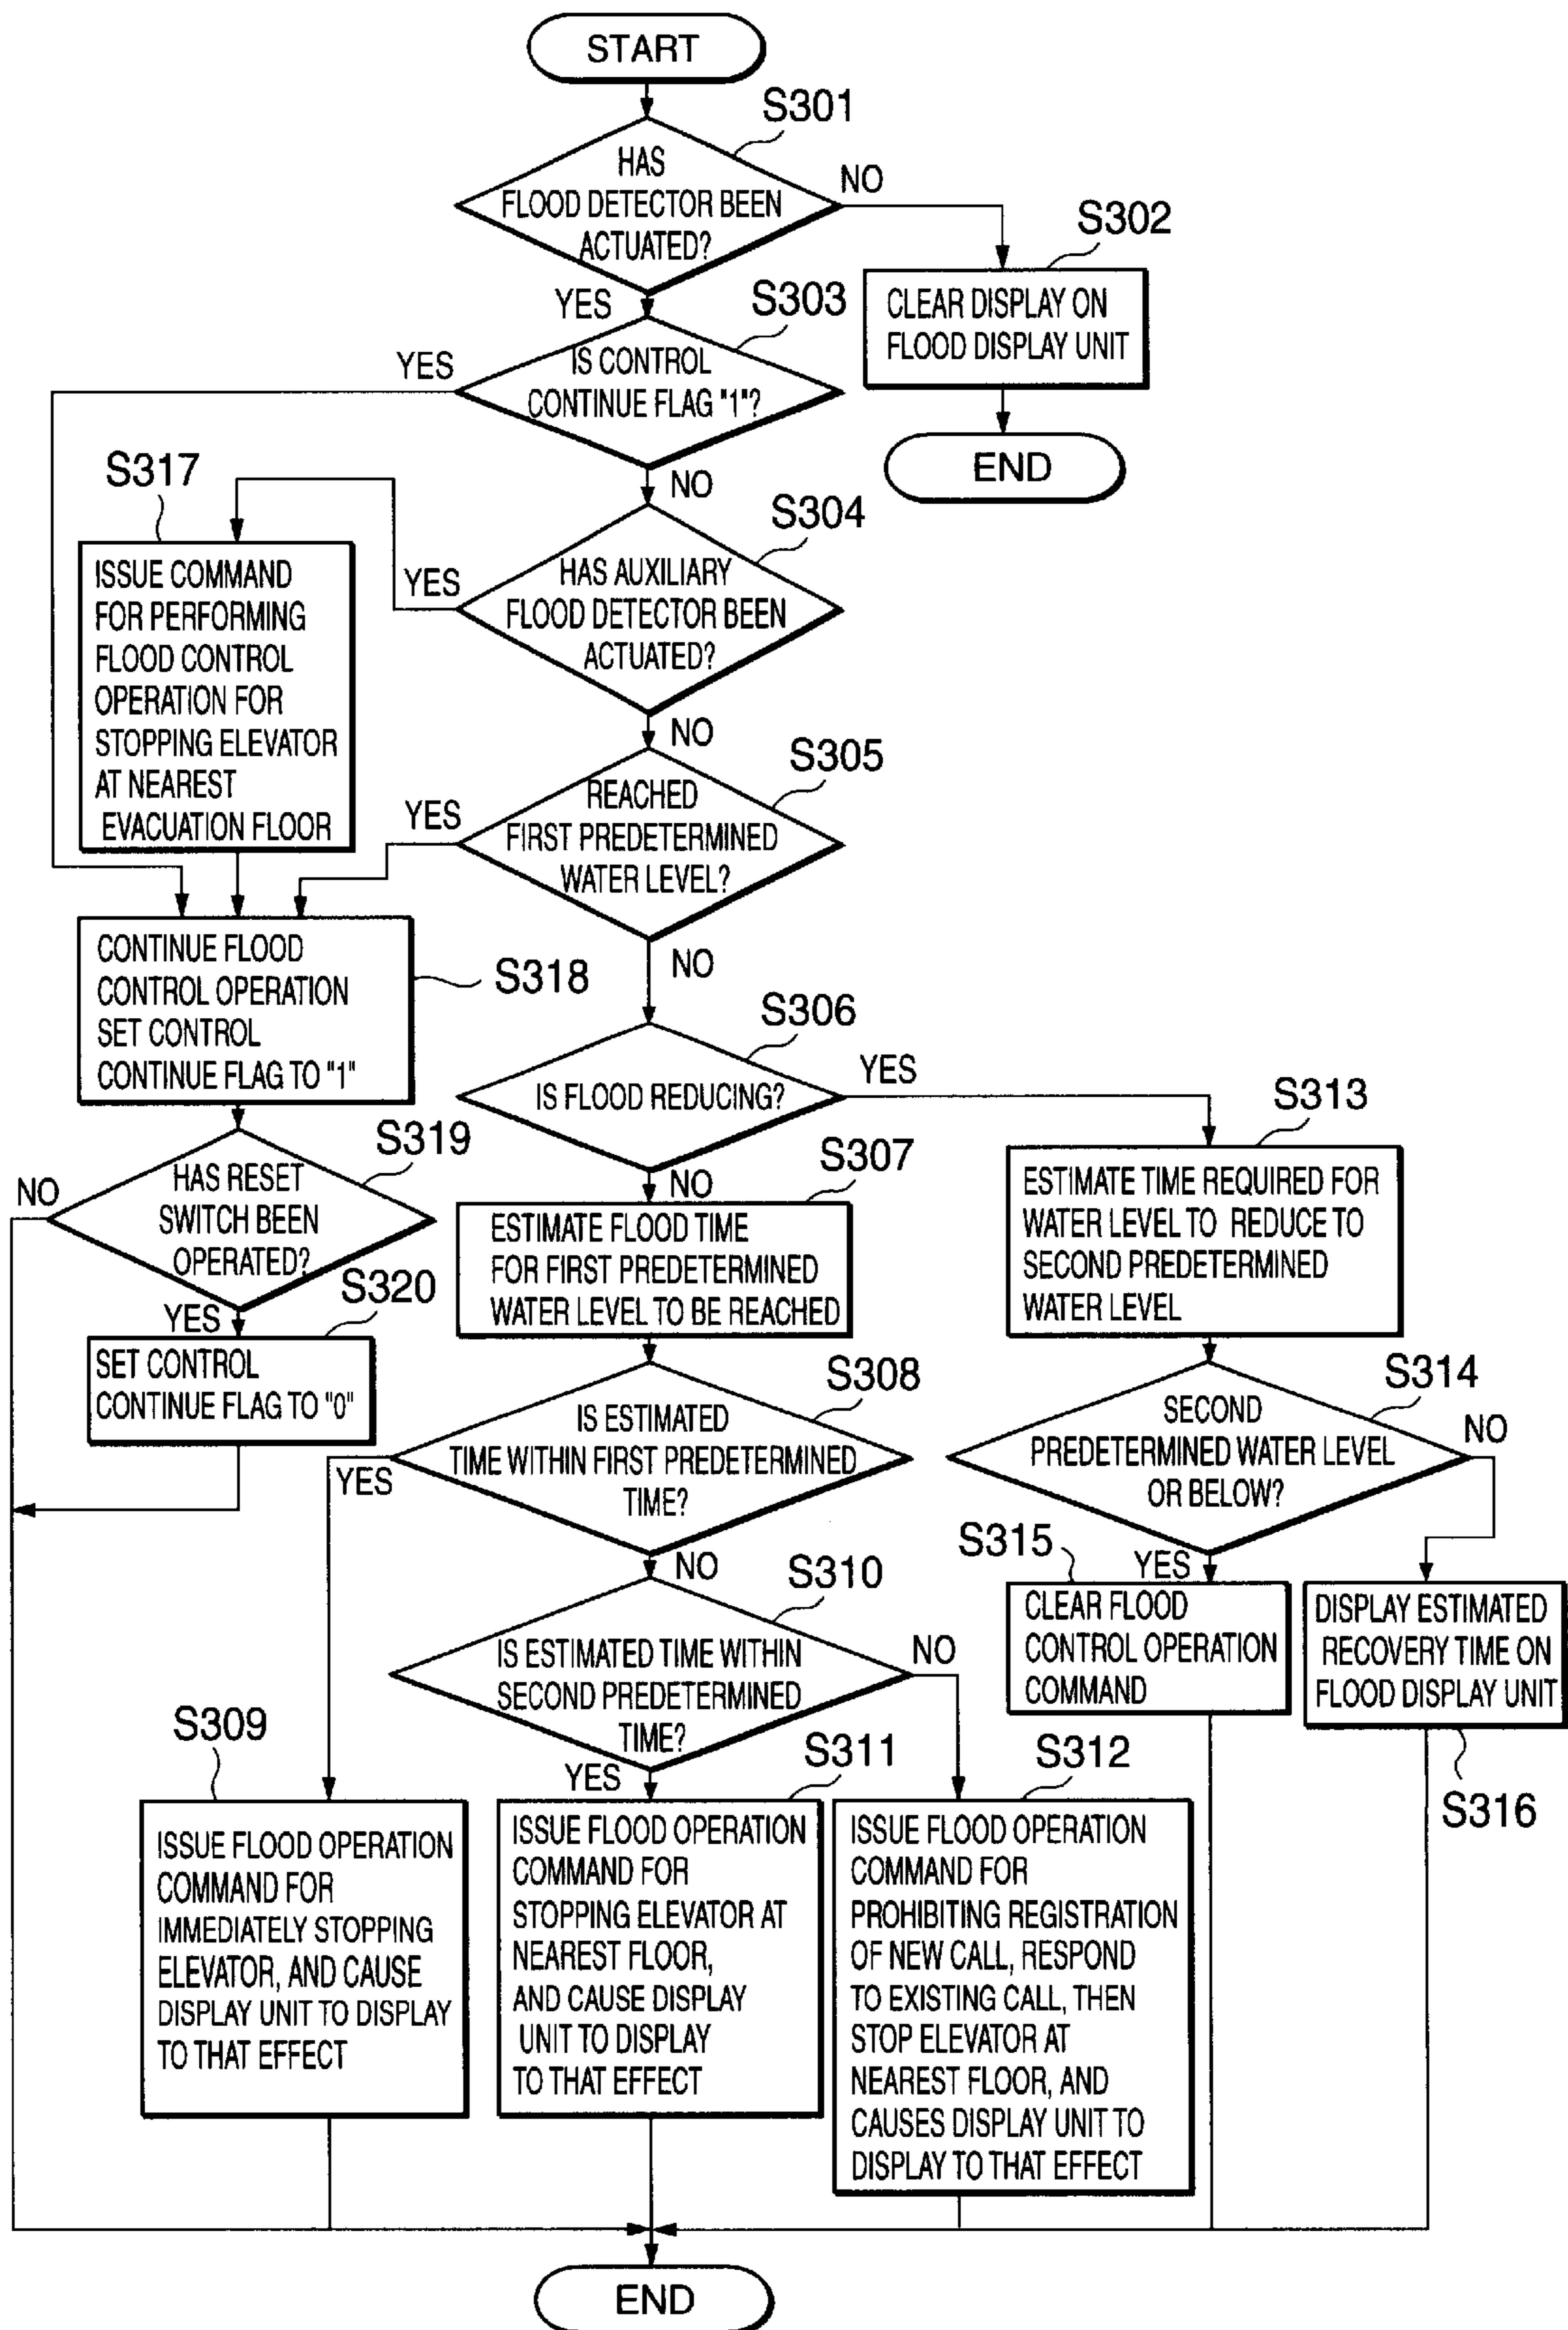 START
S301
HAS
FLOOD DETECTOR BEEN
ACTUATED?
NO
S302
CLEAR DISPLAY ON
FLOOD DISPLAY UNIT
END
YES
S303
IS CONTROL
CONTINUE FLAG "1"?
YES
NO
S304
HAS AUXILIARY
FLOOD DETECTOR BEEN
ACTUATED?
YES
S317
ISSUE COMMAND
FOR PERFORMING
FLOOD CONTROL
OPERATION FOR
STOPPING ELEVATOR
AT NEAREST
EVACUATION FLOOR
NO
S305
REACHED
FIRST PREDETERMINED
WATER LEVEL?
YES
CONTINUE FLOOD
CONTROL OPERATION
SET CONTROL
CONTINUE FLAG TO "1"
S318
NO
S306
IS FLOOD REDUCING?
YES
S319
HAS RESET
SWITCH BEEN
OPERATED?
NO
YES
S320
SET CONTROL
CONTINUE FLAG TO "0"
NO
S307
ESTIMATE FLOOD TIME
FOR FIRST PREDETERMINED
WATER LEVEL TO BE REACHED
S313
ESTIMATE TIME REQUIRED FOR
WATER LEVEL TO REDUCE TO
SECOND PREDETERMINED
WATER LEVEL
S308
IS ESTIMATED
TIME WITHIN FIRST PREDETERMINED
TIME?
YES
NO
S314
SECOND
PREDETERMINED WATER LEVEL
OR BELOW?
NO
YES
S315
CLEAR FLOOD
CONTROL OPERATION
COMMAND
DISPLAY ESTIMATED
RECOVERY TIME ON
FLOOD DISPLAY UNIT
S316
S310
IS ESTIMATED TIME WITHIN
SECOND PREDETERMINED
TIME?
NO
YES
S309
ISSUE FLOOD OPERATION
COMMAND FOR
IMMEDIATELY STOPPING
ELEVATOR, AND CAUSE
DISPLAY UNIT TO DISPLAY
TO THAT EFFECT
S311
ISSUE FLOOD OPERATION
COMMAND FOR
STOPPING ELEVATOR AT
NEAREST FLOOR,
AND CAUSE DISPLAY
UNIT TO DISPLAY
TO THAT EFFECT
S312
ISSUE FLOOD OPERATION
COMMAND FOR
PROHIBITING REGISTRATION
OF NEW CALL, RESPOND
TO EXISTING CALL, THEN
STOP ELEVATOR AT
NEAREST FLOOR, AND
CAUSES DISPLAY UNIT TO
DISPLAY TO THAT EFFECT
END